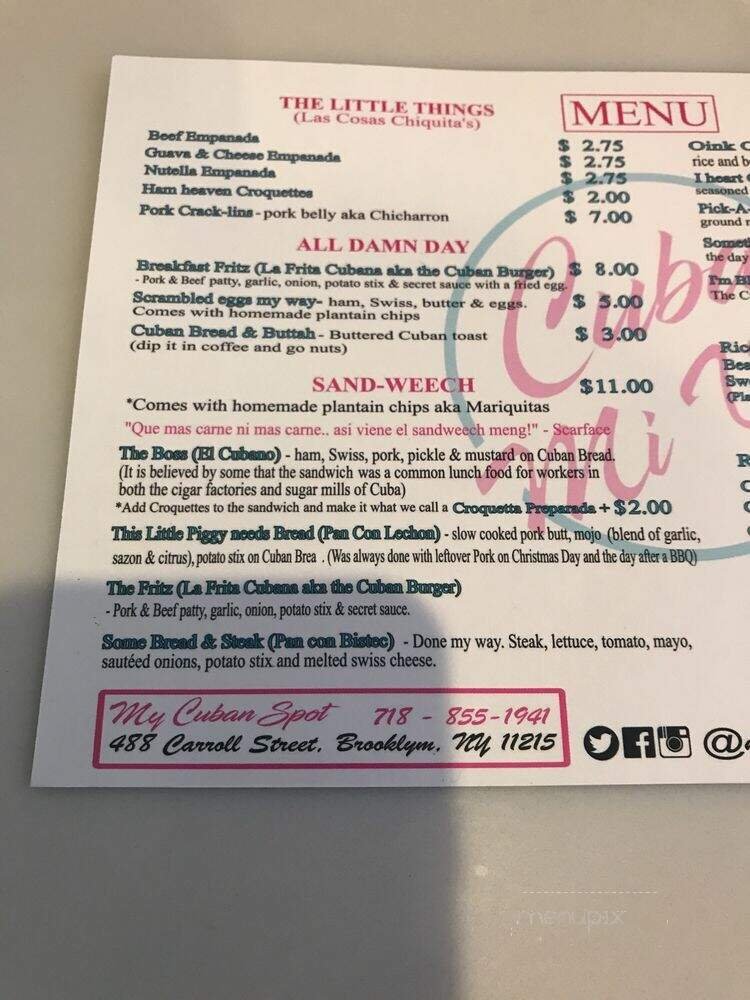 THE LITTLE THINGS
(Las Cosas Chiquita's)
MENU
Beef Empanada $ 2.75
Guava & Cheese Empanada $ 2.75
Nutella Empanada $ 2.75
Ham heaven Croquettes $ 2.00
Pork Crack-lins - pork belly aka Chicharron $ 7.00
ALL DAMN DAY
Breakfast Fritz (La Frita Cubana aka the Cuban Burger) $ 8.00
- Pork & Beef patty, garlic, onion, potato stix & secret sauce with a fried egg.
Scrambled eggs my way- ham, Swiss, butter & eggs. $ 5.00
Comes with homemade plantain chips
Cuban Bread & Buttah - Buttered Cuban toast $ 3.00
(dip it in coffee and go nuts)
SAND-WEECH $11.00
*Comes with homemade plantain chips aka Mariquitas
"Que mas carne ni mas carne.. asi viene el sandweech meng!" - Scarface
The Boss (El Cubano) - ham, Swiss, pork, pickle & mustard on Cuban Bread.
(It is believed by some that the sandwich was a common lunch food for workers in
both the cigar factories and sugar mills of Cuba)
*Add Croquettes to the sandwich and make it what we call a Croquetta Preparada + $2.00
This Little Piggy needs Bread (Pan Con Lechon) - slow cooked pork butt, mojo (blend of garlic,
sazon & citrus), potato stix on Cuban Brea . (Was always done with leftover Pork on Christmas Day and the day after a BBQ)
The Fritz (La Frita Cubana aka the Cuban Burger)
- Pork & Beef patty, garlic, onion, potato stix & secret sauce.
Some Bread & Steak (Pan con Bistec) - Done my way. Steak, lettuce, tomato, mayo,
sautéed onions, potato stix and melted swiss cheese.
My Cuban Spot 718 - 855-1941
488 Carroll Street, Brooklym, NY 11215
@
Oink
rice and
I heart
seasoned
Pick-A-
ground
the day
The
Mi
menupix